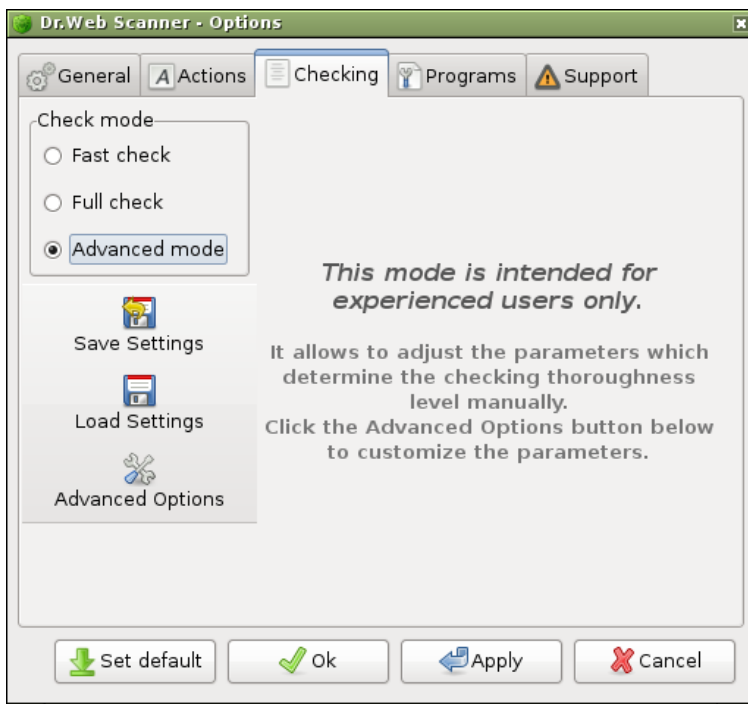 Dr.Web Scanner - Options
General
Actions
Checking
Programs
Support
Check mode
Fast check
Full check
Advanced mode
Save Settings
Load Settings
Advanced Options
This mode is intended for
experienced users only.
It allows to adjust the parameters which
determine the checking thoroughness
level manually.
Click the Advanced Options button below
to customize the parameters.
Set default
Ok
Apply
Cancel